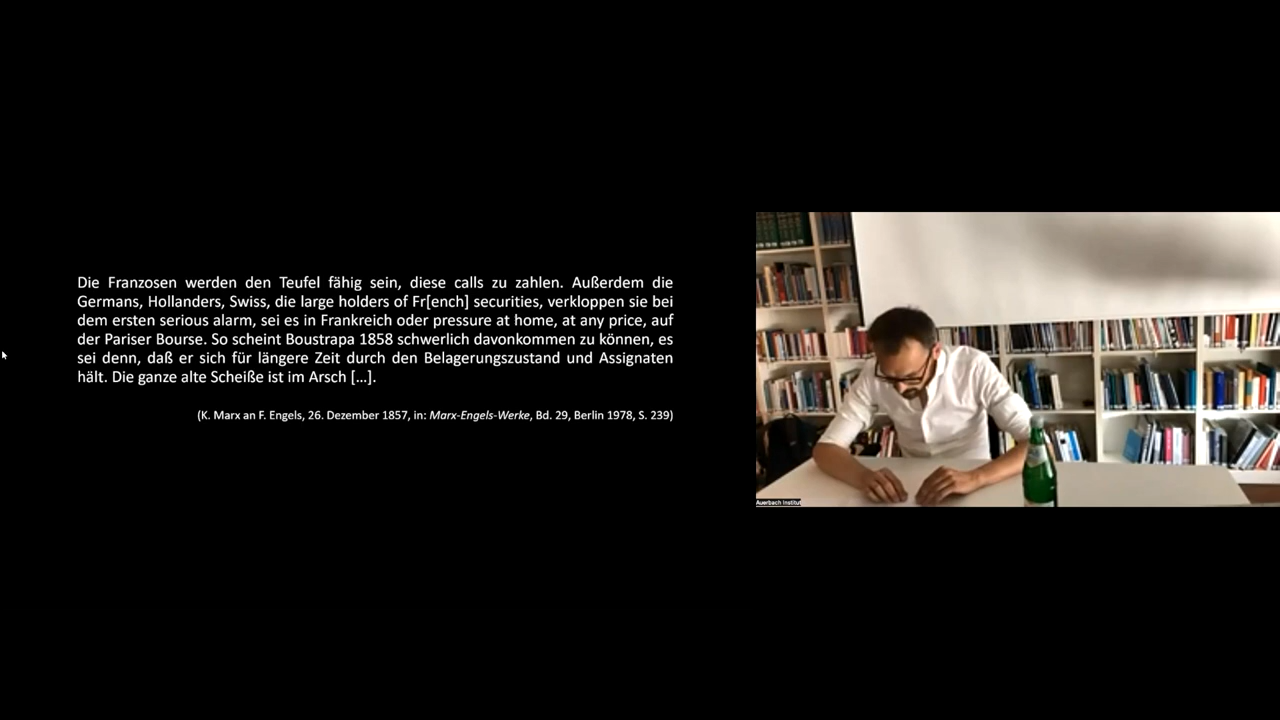 Die Franzosen werden den Teufel fähig sein, diese calls zu zahlen. Außerdem die
Germans, Hollanders, Swiss, die large holders of Fr[ench] securities, verkloppen sie bei
dem ersten serious alarm, sei es in Frankreich oder pressure at home, at any price, auf
der Pariser Bourse. So scheint Boustrapa 1858 schwerlich davonkommen zu können, es
sei denn, daß er sich für längere Zeit durch den Belagerungszustand und Assignaten
hält. Die ganze alte Scheiße ist im Arsch [...].
(K. Marx an F. Engels, 26. Dezember 1857, in: Marx-Engels-Werke, Bd. 29, Berlin 1978, S. 239)
Auerbach Institut